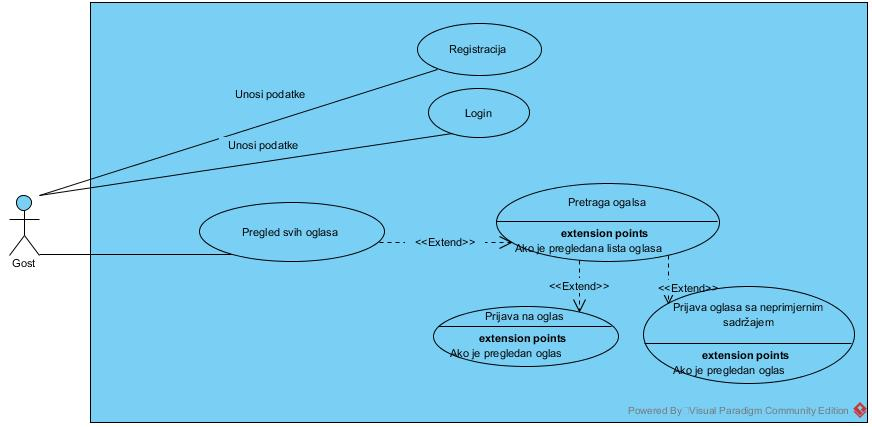 Registracija
Unosi podatke
Login
Unosi podatke
Pretraga ogalsa
Pregled svih oglasa
<<Extend>>
extension points
Ako je pregledana lista oglasa
Gost
<<Extend>>
<<Extend>>
Prijava na oglas
extension points
Ako je pregledan oglas
Prijava oglasa sa neprimjernim
sadržajem
extension points
Ako je pregledan oglas
Powered By Visual Paradigm Community Edition